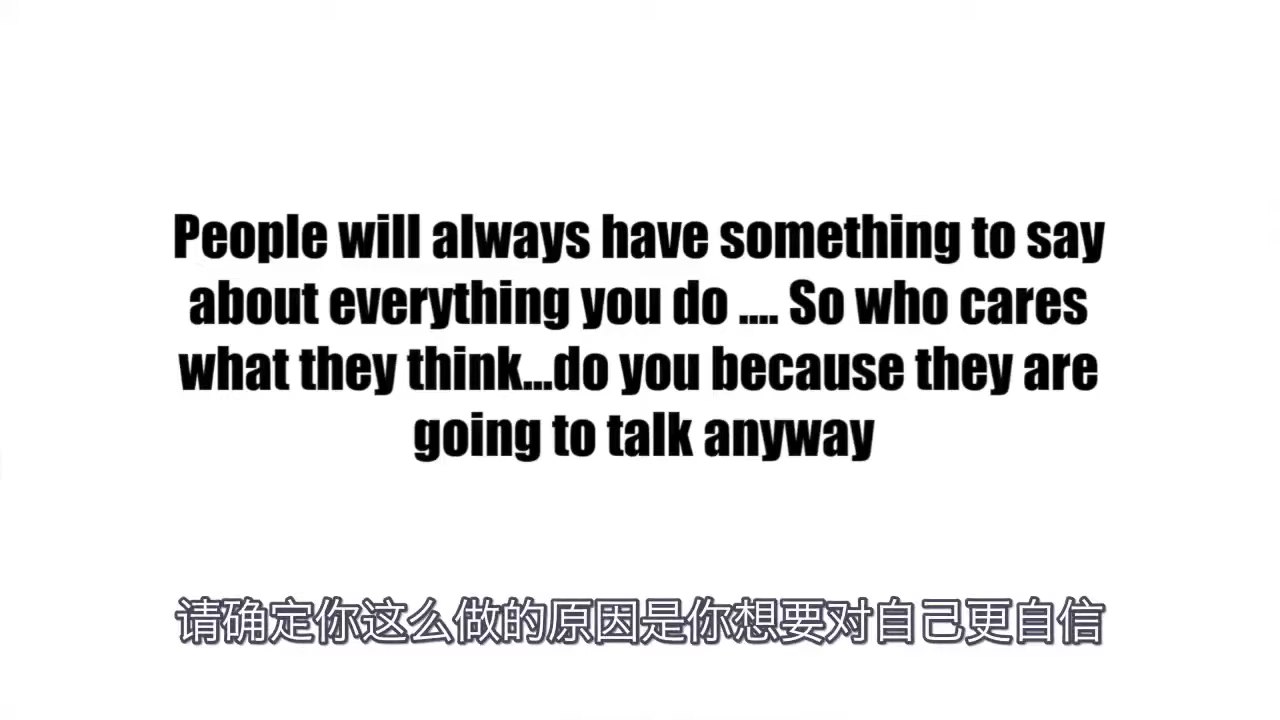 People will always have something to say
about everything you do .... So who cares
what they think...do you because they are
going to talk anyway
请确定你这么做的原因是你想要对自己更自信